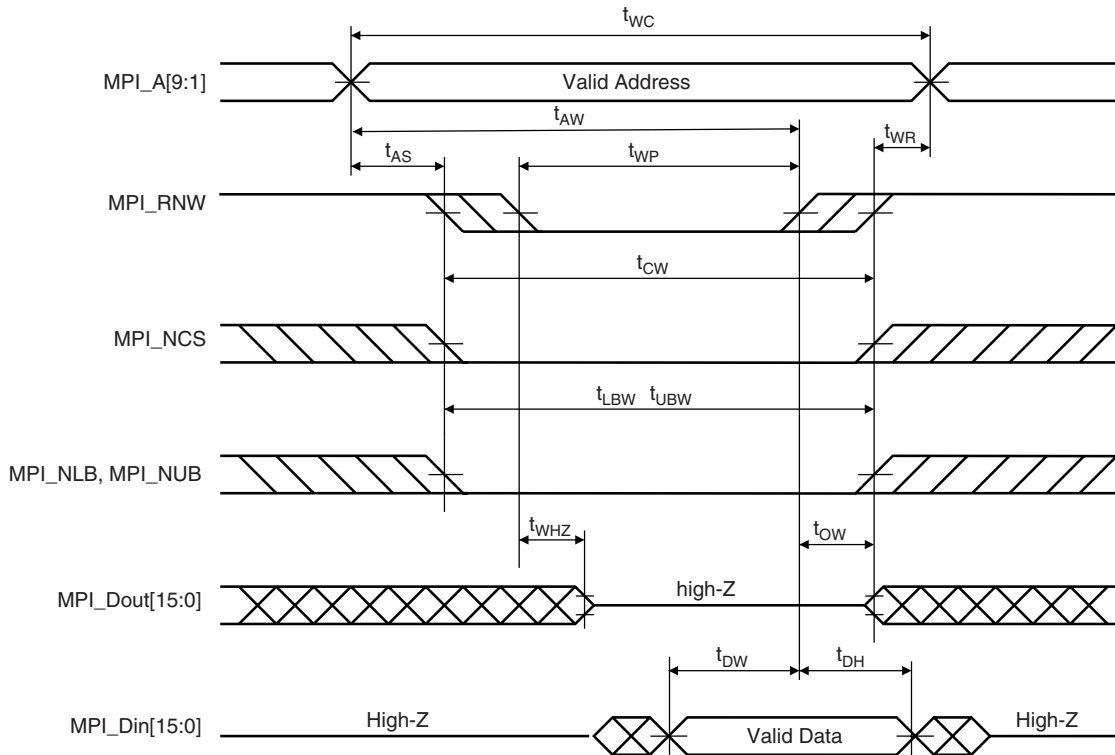 tWC
MPI_A[9:1]
Valid Address
tAW
tAS
tWP
tWR
MPI_RNW
tCW
MPI_NCS
tLBW tUBW
MPI_NLB, MPI_NUB
tWHZ
tOW
MPI_Dout[15:0]
high-Z
tDW
tDH
MPI_Din[15:0]
High-Z
Valid Data
High-Z